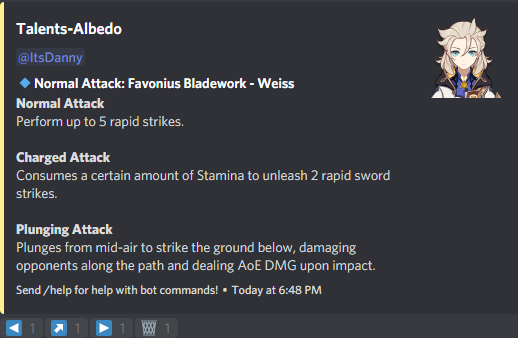 Talents-Albedo
@ItsDanny
Normal Attack: Favonius Bladework - Weiss
Normal Attack
Perform up to 5 rapid strikes.
Charged Attack
Consumes a certain amount of Stamina to unleash 2 rapid sword
strikes.
Plunging Attack
Plunges from mid-air to strike the ground below, damaging
opponents along the path and dealing AoE DMG upon impact.
Send /help for help with bot commands! • Today at 6:48 PM
1 1 1 1